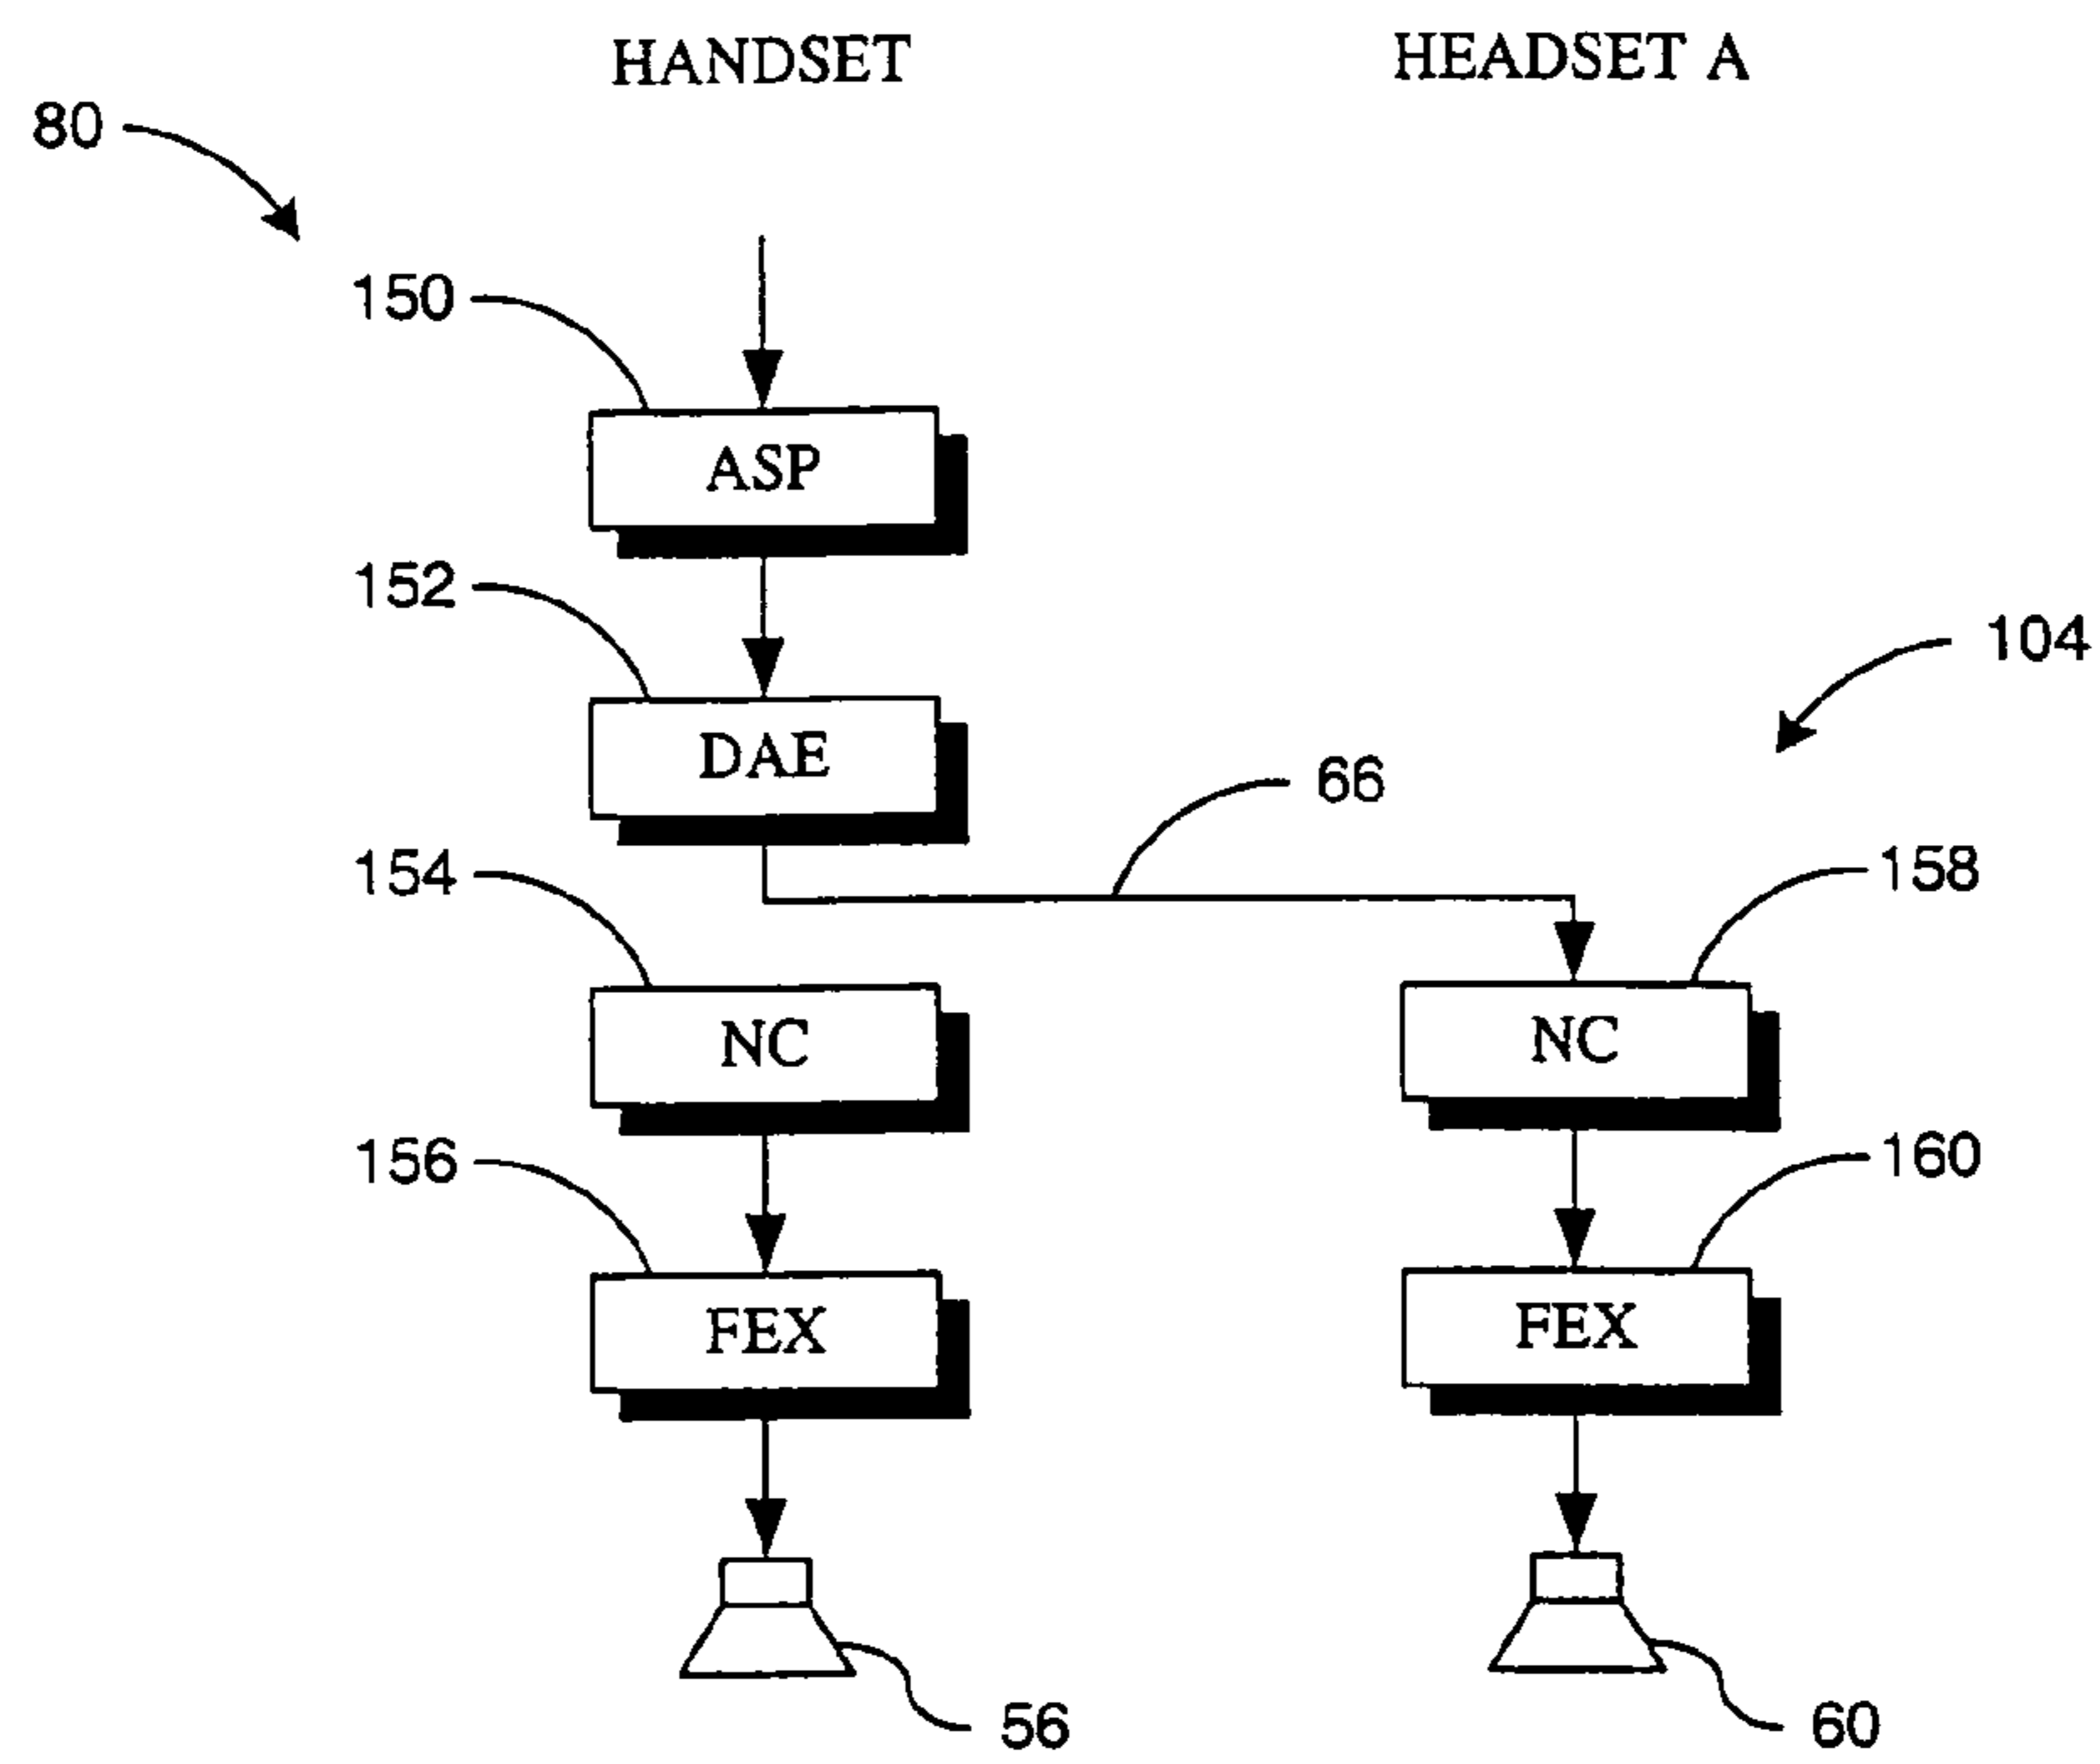 HANDSET
HEADSET A
80
150
ASP
152
104
DAE
66
154
158
NC
NC
156
160
FEX
FEX
56
60